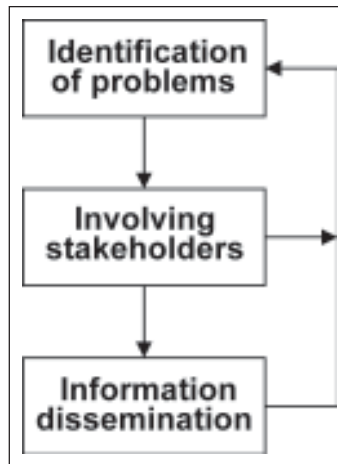 Identification
of problems
Involving
stakeholders
Information
dissemination